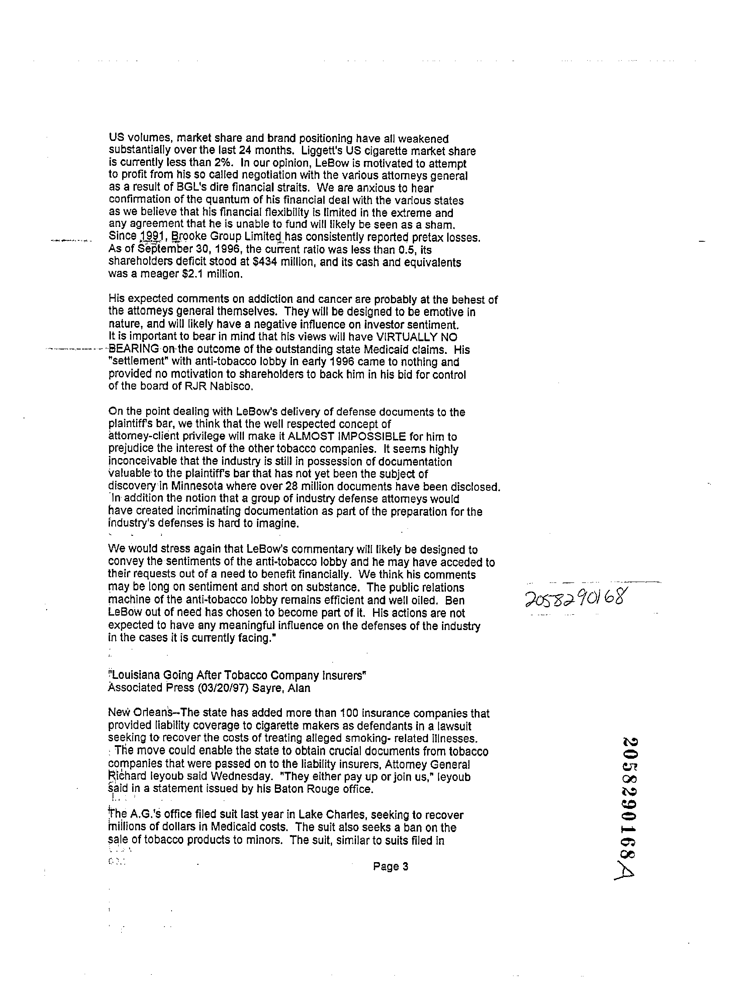 US volumes, market share and brand positioning have all weakened
substantially over the last 24 months. Liggett's US cigarette market share
is currently less than 2%. In our opinion, LeBow is motivated to attempt
to profit from his so called negotiation with the various attorneys general
as a result of BGL's dire financial straits. We are anxious to hear
confirmation of the quantum of his financial deal with the various states
as we believe that his financial flexibility is limited in the extreme and
any agreement that he is unable to fund will likely be seen as a sham.
Since 1991, Brooke Group Limited has consistently reported pretax losses.
As of September 30, 1996, the current ratio was less than 0.5, its
shareholders deficit stood at $434 million, and its cash and equivalents
was a meager $2.1 million.
His expected comments on addiction and cancer are probably at the behest of
the attorneys general themselves. They will be designed to be emotive in
nature, and will likely have a negative influence on investor sentiment.
It is important to bear in mind that his views will have VIRTUALLY NO
BEARING on the outcome of the outstanding state Medicaid claims. His
"settlement" with anti-tobacco lobby in early 1996 came to nothing and
provided no motivation to shareholders to back him in his bid for control
of the board of RJR Nabisco.
On the point dealing with LeBow's delivery of defense documents to the
plaintiff's bar, we think that the well respected concept of
attorney-client privilege will make it ALMOST IMPOSSIBLE for him to
prejudice the interest of the other tobacco companies. It seems highly
inconceivable that the industry is still in possession of documentation
valuable to the plaintiff's bar that has not yet been the subject of
discovery in Minnesota where over 28 million documents have been disclosed.
In addition the notion that a group of industry defense attorneys would
have created incriminating documentation as part of the preparation for the
industry's defenses is hard to imagine.
We would stress again that LeBow's commentary will likely be designed to
convey the sentiments of the anti-tobacco lobby and he may have acceded to
their requests out of a need to benefit financially. We think his comments
may be long on sentiment and short on substance. The public relations
machine of the anti-tobacco lobby remains efficient and well oiled. Ben
LeBow out of need has chosen to become part of it. His actions are not
expected to have any meaningful influence on the defenses of the industry
in the cases it is currently facing."
2058290168
"Louisiana Going After Tobacco Company Insurers"
Associated Press (03/20/97) Sayre, Alan
New Orleans--The state has added more than 100 insurance companies that
provided liability coverage to cigarette makers as defendants in a lawsuit
seeking to recover the costs of treating alleged smoking- related illnesses.
The move could enable the state to obtain crucial documents from tobacco
companies that were passed on to the liability insurers, Attorney General
Richard Ieyoub said Wednesday. "They either pay up or join us," Ieyoub
said in a statement issued by his Baton Rouge office.
The A.G.'s office filed suit last year in Lake Charles, seeking to recover
millions of dollars in Medicaid costs. The suit also seeks a ban on the
sale of tobacco products to minors. The suit, similar to suits filed in
Page 3
2058290168A